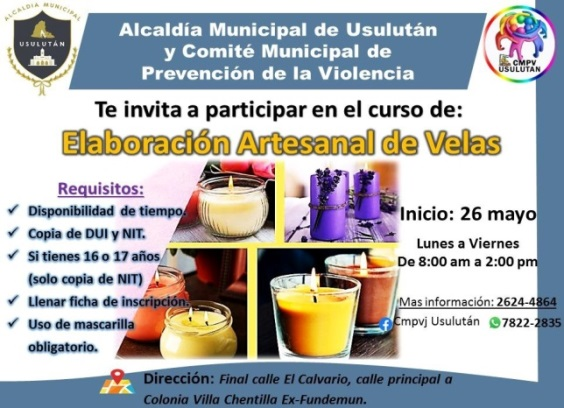 ALCALDÍA MUNICIPAL
USULUTÁN
Alcaldía Municipal de Usulután
y Comité Municipal de
Prevención de la Violencia
CMPV
USULUTAN
Te invita a participar en el curso de:
Elaboración Artesanal de Velas
Requisitos:
✓ Disponibilidad de tiempo.
✓ Copia de DUI y NIT.
✓ Si tienes 16 o 17 años
(solo copia de NIT)
✓ Llenar ficha de inscripción.
✓ Uso de mascarilla
obligatorio.
Inicio: 26 mayo
Lunes a Viernes
De 8:00 am a 2:00 pm
Mas información: 2624-4864
Cmpvj Usulután 7822-2835
Dirección: Final calle El Calvario, calle principal a
Colonia Villa Chentilla Ex-Fundemun.